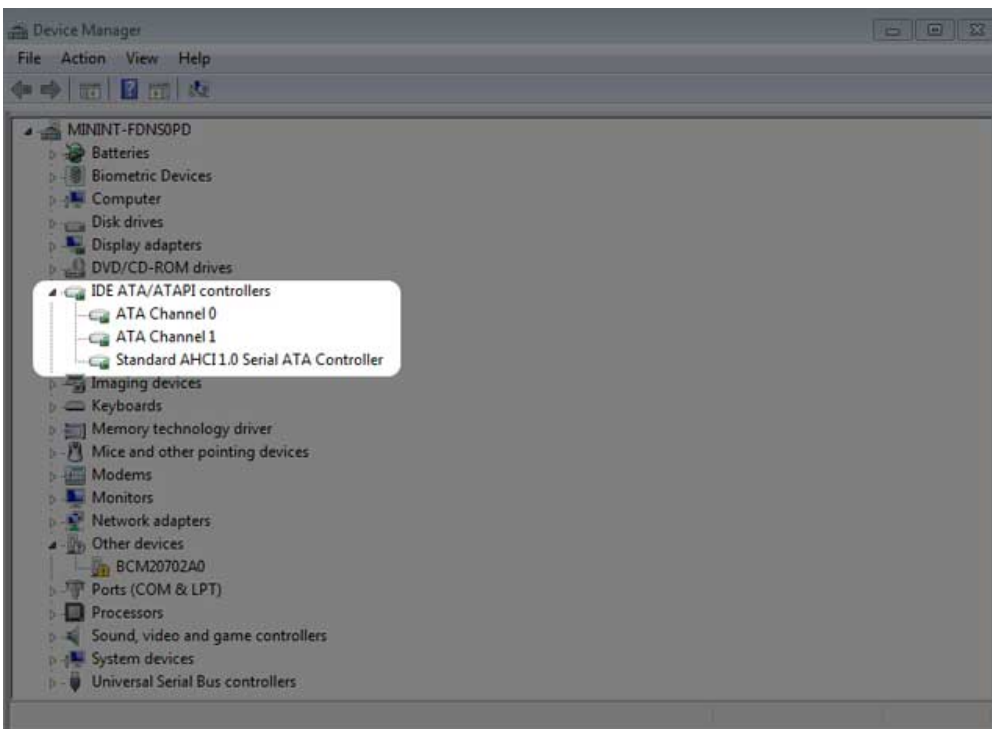 Device Manager
File Action View Help
MININT-FDNS0PD
Batteries
Biometric Devices
Computer
Disk drives
Display adapters
DVD/CD-ROM drives
IDE ATA/ATAPI controllers
ATA Channel 0
ATA Channel 1
Standard AHCI 1.0 Serial ATA Controller
Imaging devices
Keyboards
Memory technology driver
Mice and other pointing devices
Modems
Monitors
Network adapters
Other devices
BCM20702A0
Ports (COM & LPT)
Processors
Sound, video and game controllers
System devices
Universal Serial Bus controllers